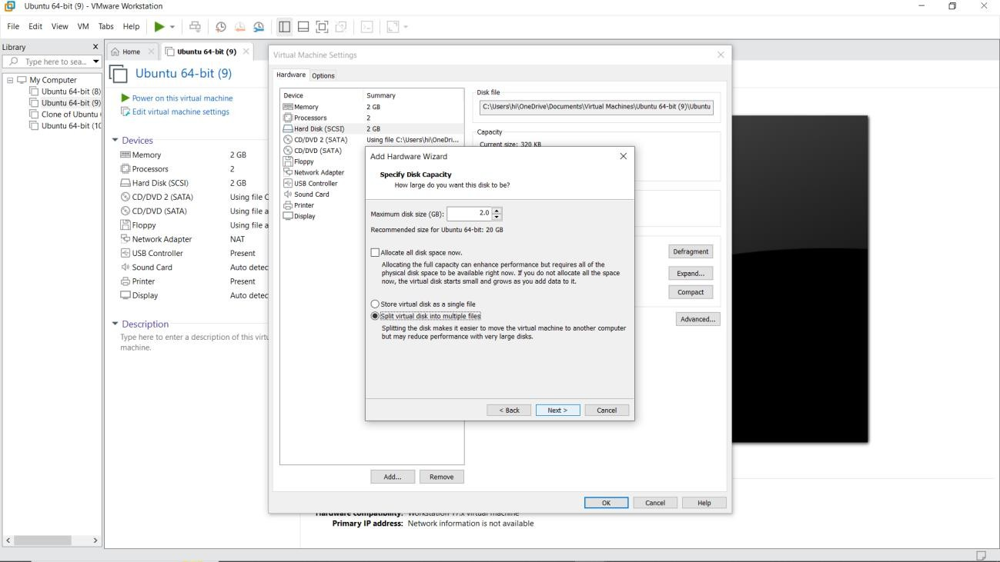 Ubuntu 64-bit (9) - VMware Workstation
File Edit View VM Tabs Help
Library
Type here to sea...
My Computer
Ubuntu 64-bit (8)
Ubuntu 64-bit (9)
Clone of Ubuntu
Ubuntu 64-bit (10
Home
Ubuntu 64-bit (9)
Ubuntu 64-bit (9)
Power on this virtual machine
Edit virtual machine settings
Devices
Memory 2 GB
Processors 2
Hard Disk (SCSI) 2 GB
CD/DVD 2 (SATA) Using file C
CD/DVD (SATA) Using file a
Floppy Using file a
Network Adapter NAT
USB Controller Present
Sound Card Auto detec
Printer Present
Display Auto detec
Description
Type here to enter a description of this virtu
machine.
Virtual Machine Settings
Hardware Options
Device Summary
Memory 2 GB
Processors 2
Hard Disk (SCSI) 2 GB
CD/DVD 2 (SATA) Using file C:\Users\hi\OneDri...
CD/DVD (SATA)
Floppy
Network Adapter
USB Controller
Sound Card
Printer
Display
Add... Remove
Disk file
C:\Users\hi\OneDrive\Documents\Virtual Machines\Ubuntu 64-bit (9)\Ubuntu
Capacity
Current size: 320 KB
Defragment
Expand...
Compact
Advanced...
OK Cancel Help
Add Hardware Wizard
Specify Disk Capacity
How large do you want this disk to be?
Maximum disk size (GB): 2.0
Recommended size for Ubuntu 64-bit: 20 GB
Allocate all disk space now.
Allocating the full capacity can enhance performance but requires all of the
physical disk space to be available right now. If you do not allocate all the space
now, the virtual disk starts small and grows as you add data to it.
Store virtual disk as a single file
Split virtual disk into multiple files
Splitting the disk makes it easier to move the virtual machine to another computer
but may reduce performance with very large disks.
< Back Next > Cancel
Hardware compatibility: Workstation 17.x virtual machine
Primary IP address: Network information is not available